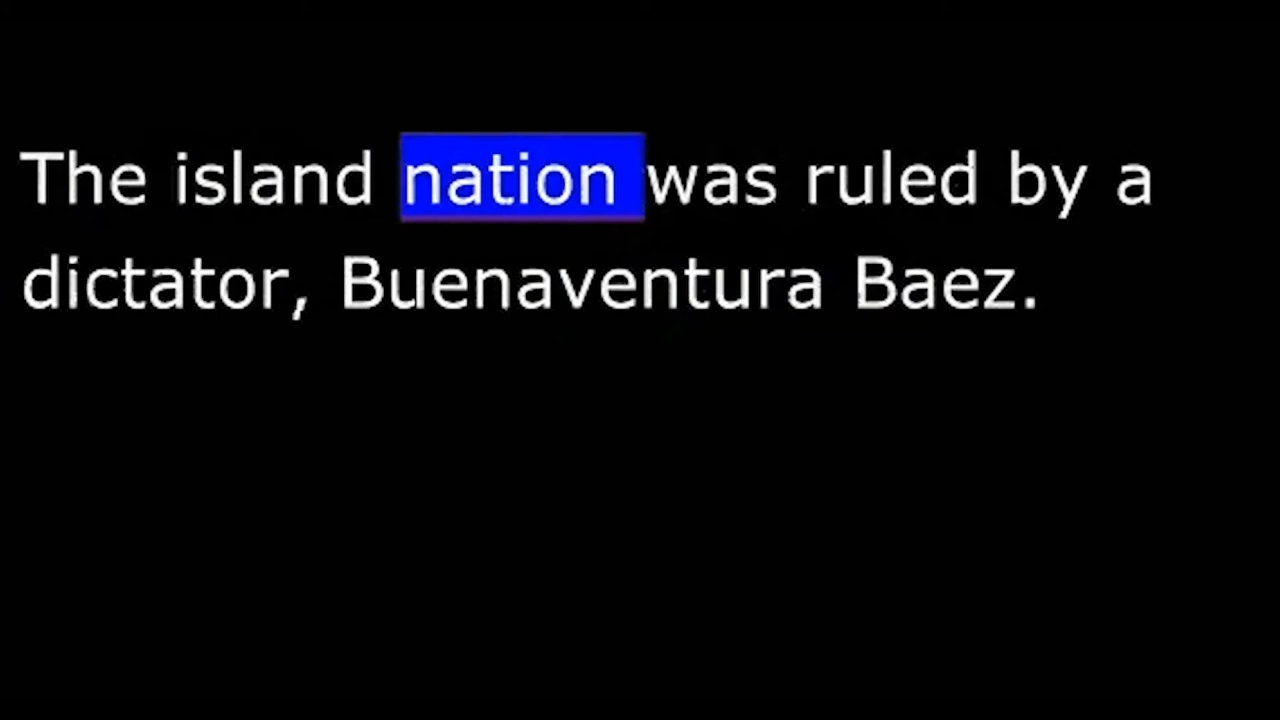 The island nation was ruled by a
dictator, Buenaventura Baez.